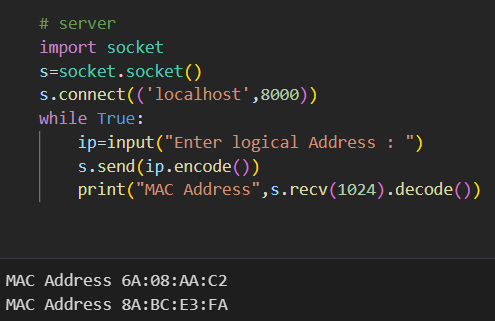 # server
import socket
s=socket.socket()
s.connect(('localhost',8000))
while True:
    ip=input("Enter logical Address : ")
    s.send(ip.encode())
    print("MAC Address",s.recv(1024).decode())
MAC Address 6A:08:AA:C2
MAC Address 8A:BC:E3:FA